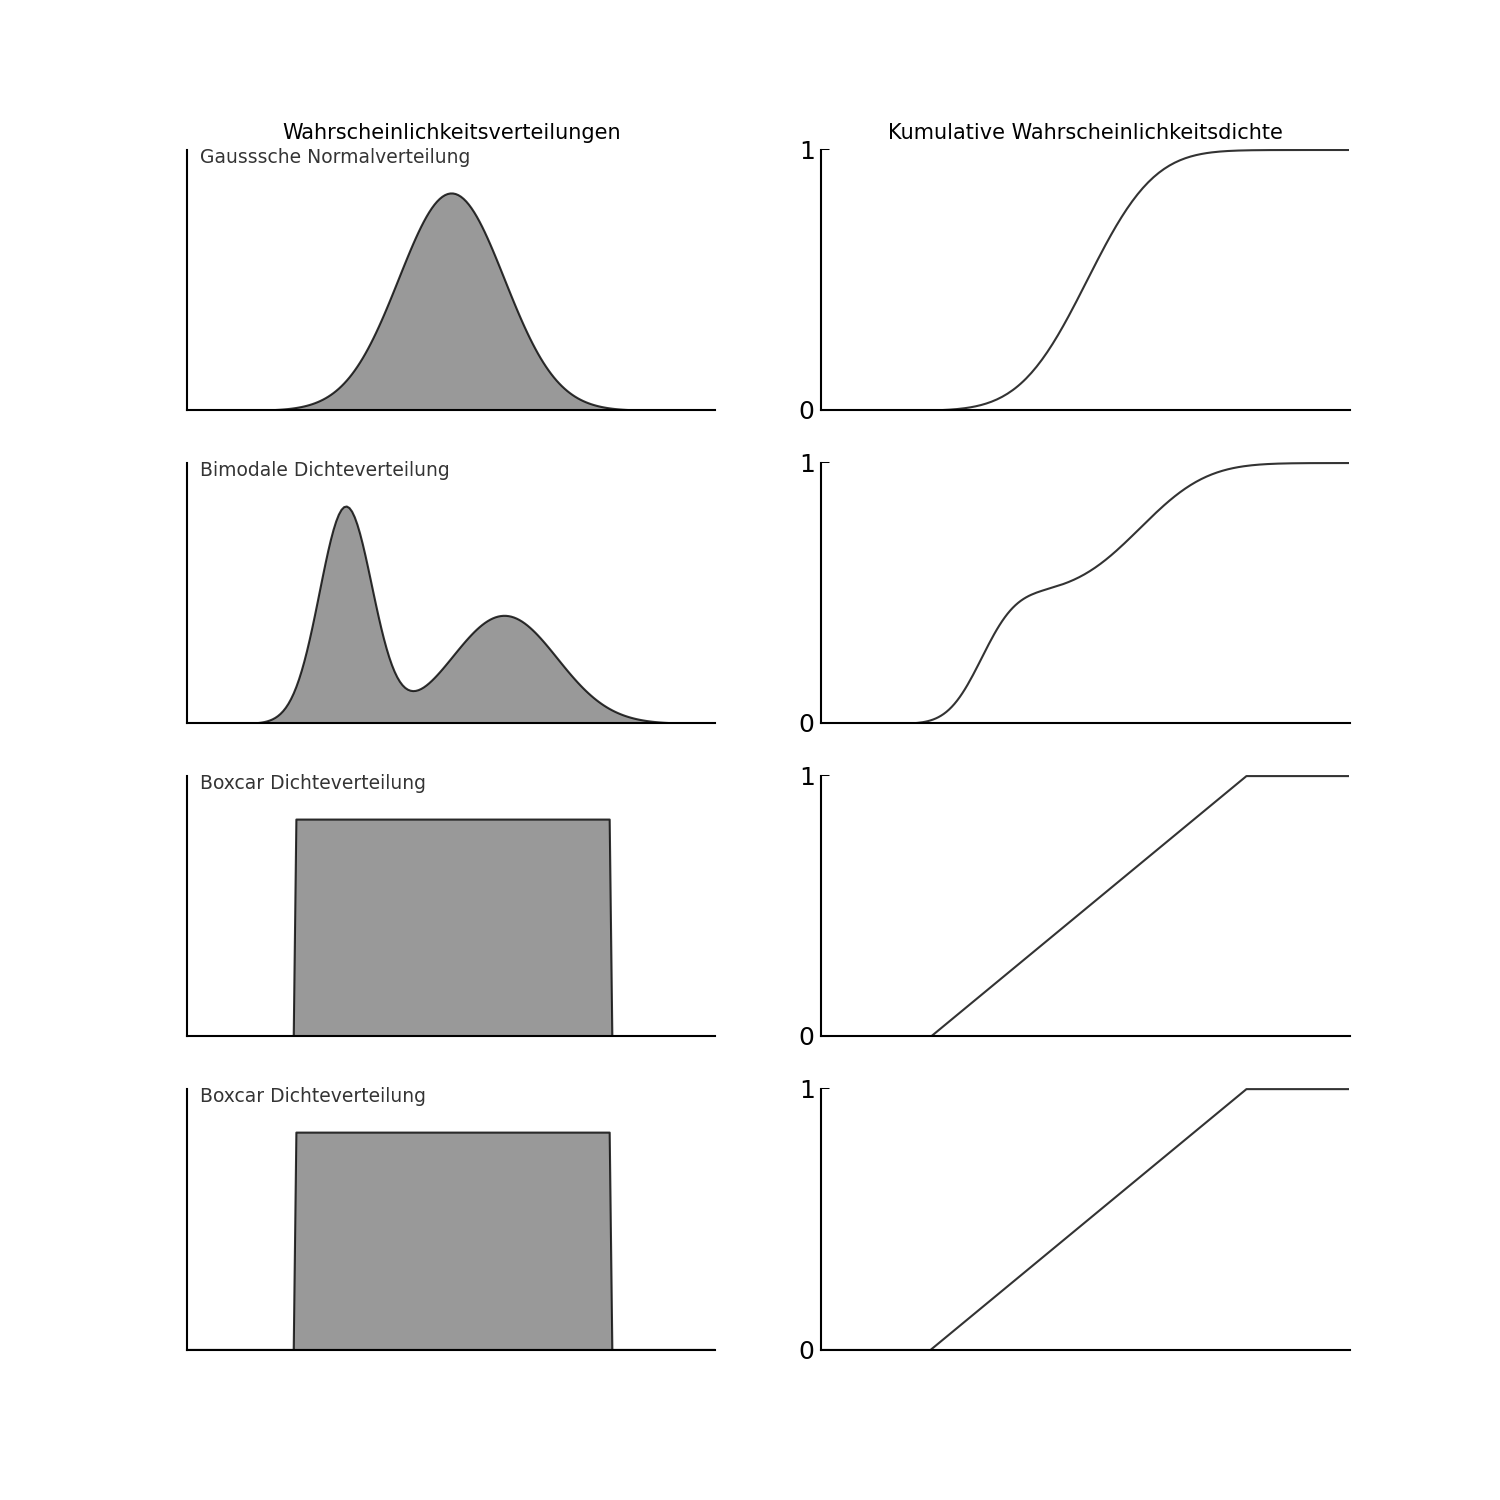 Wahrscheinlichkeitsverteilungen
Kumulative Wahrscheinlichkeitsdichte
Gausssche Normalverteilung
1
0
Bimodale Dichteverteilung
1
0
Boxcar Dichteverteilung
1
0
Boxcar Dichteverteilung
1
0